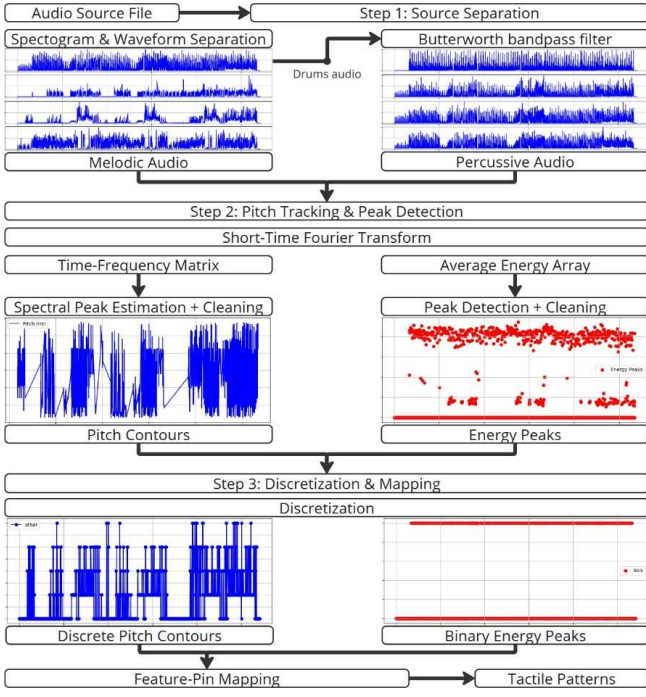 Audio Source File
Step 1: Source Separation
Spectogram & Waveform Separation
Butterworth bandpass filter
Drums audio
Melodic Audio
Percussive Audio
Step 2: Pitch Tracking & Peak Detection
Short-Time Fourier Transform
Time-Frequency Matrix
Average Energy Array
Spectral Peak Estimation + Cleaning
Peak Detection + Cleaning
Energy Peaks
Pitch Contours
Energy Peaks
Step 3: Discretization & Mapping
Discretization
other
kick
Discrete Pitch Contours
Binary Energy Peaks
Feature-Pin Mapping
Tactile Patterns